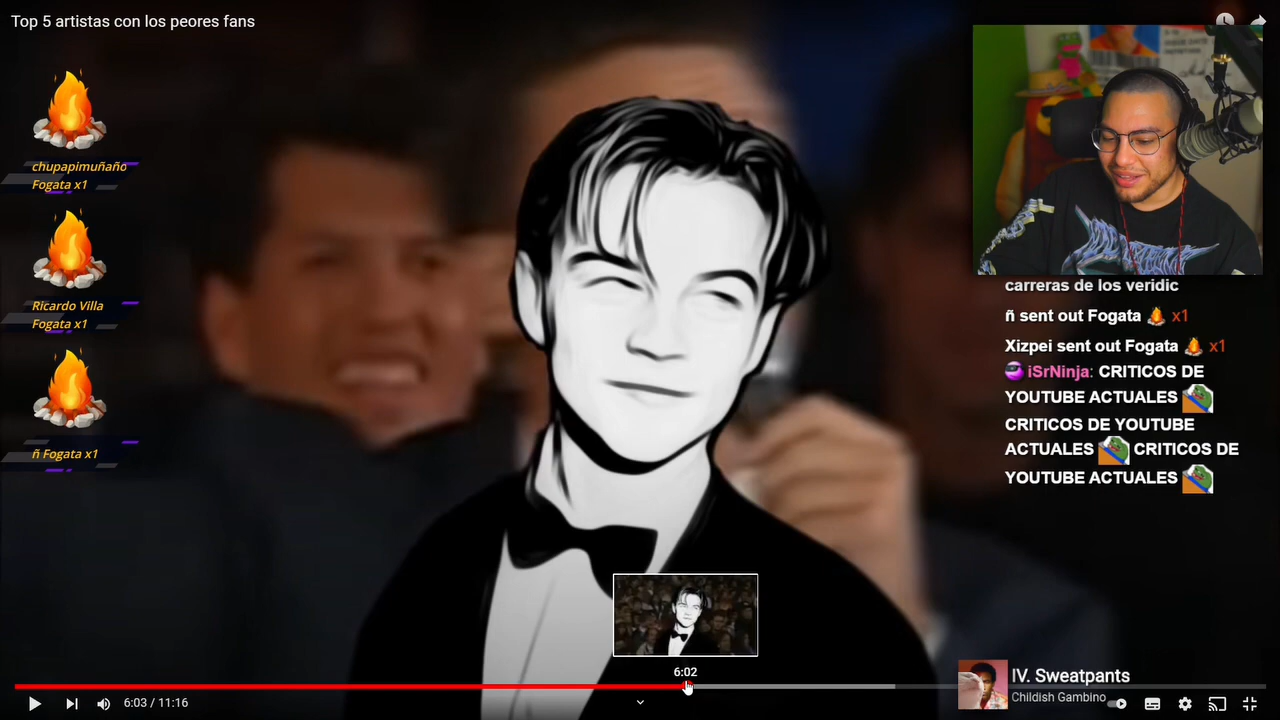 Top 5 artistas con los peores fans
chupapimuñaño
Fogata x1
Ricardo Villa
Fogata x1
ñ Fogata x1
carreras de los veridic
ñ sent out Fogata x1
Xizpei sent out Fogata x1
iSrNinja: CRITICOS DE
YOUTUBE ACTUALES
CRITICOS DE YOUTUBE
ACTUALES CRITICOS DE
YOUTUBE ACTUALES
6:02
IV. Sweatpants
Childish Gambino
6:03 / 11:16